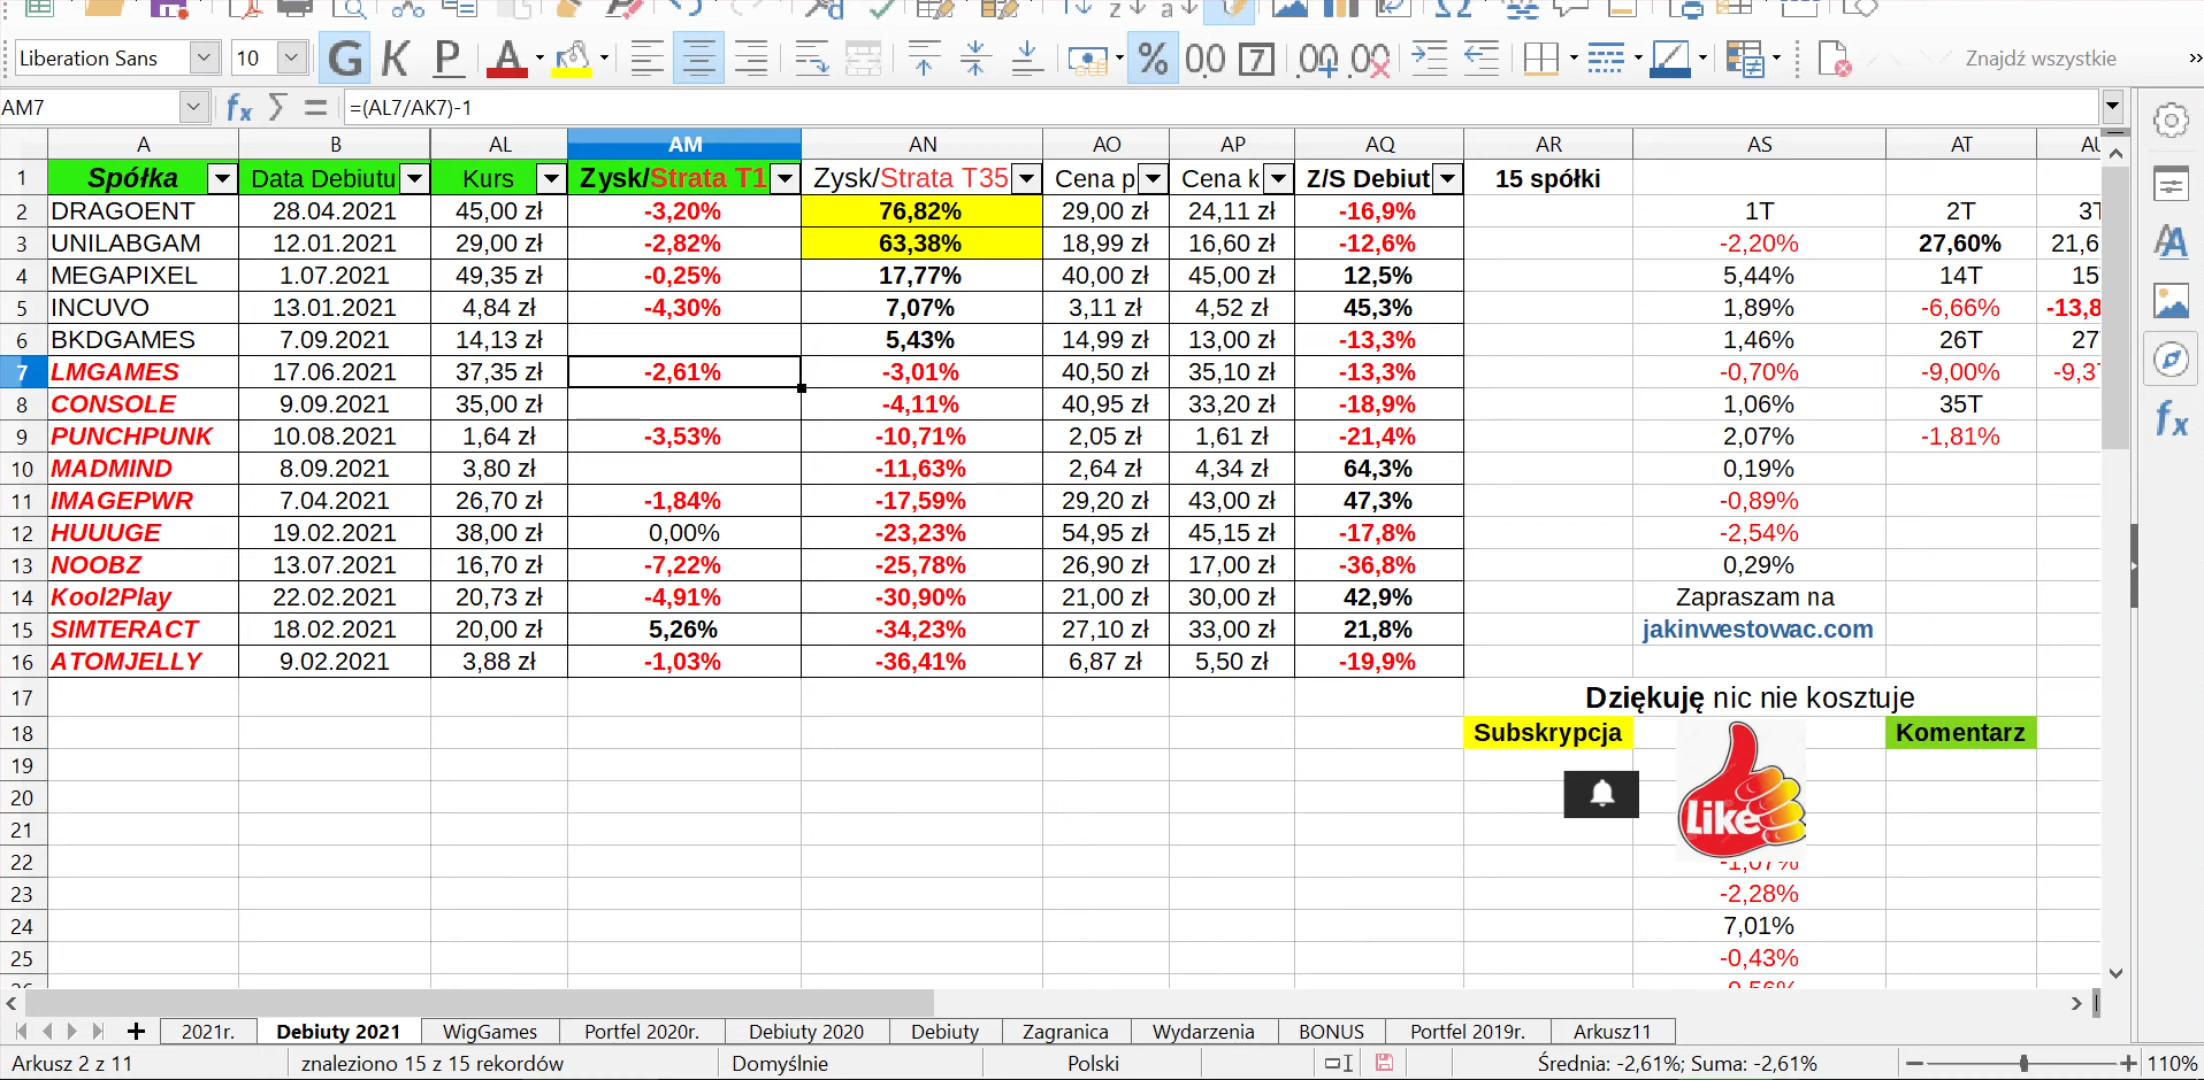 Liberation Sans 10 G K P A % 0,0 7 Znajdź wszystkie
AM7 fx Σ = =(AL7/AK7)-1
A B AL AM AN AO AP AQ AR AS AT
1 Spółka Data Debiutu Kurs Zysk/Strata T1 Zysk/Strata T35 Cena p Cena k Z/S Debiut 15 spółki
2 DRAGOENT 28.04.2021 45,00 zł -3,20% 76,82% 29,00 zł 24,11 zł -16,9% 1T 2T 3T
3 UNILABGAM 12.01.2021 29,00 zł -2,82% 63,38% 18,99 zł 16,60 zł -12,6% -2,20% 27,60% 21,6
4 MEGAPIXEL 1.07.2021 49,35 zł -0,25% 17,77% 40,00 zł 45,00 zł 12,5% 5,44% 14T 15
5 INCUVO 13.01.2021 4,84 zł -4,30% 7,07% 3,11 zł 4,52 zł 45,3% 1,89% -6,66% -13,8
6 BKDGAMES 7.09.2021 14,13 zł 5,43% 14,99 zł 13,00 zł -13,3% 1,46% 26T 27
7 LMGAMES 17.06.2021 37,35 zł -2,61% -3,01% 40,50 zł 35,10 zł -13,3% -0,70% -9,00% -9,3
8 CONSOLE 9.09.2021 35,00 zł -4,11% 40,95 zł 33,20 zł -18,9% 1,06% 35T
9 PUNCHPUNK 10.08.2021 1,64 zł -3,53% -10,71% 2,05 zł 1,61 zł -21,4% 2,07% -1,81%
10 MADMIND 8.09.2021 3,80 zł -11,63% 2,64 zł 4,34 zł 64,3% 0,19%
11 IMAGEPWR 7.04.2021 26,70 zł -1,84% -17,59% 29,20 zł 43,00 zł 47,3% -0,89%
12 HUUUGE 19.02.2021 38,00 zł 0,00% -23,23% 54,95 zł 45,15 zł -17,8% -2,54%
13 NOOBZ 13.07.2021 16,70 zł -7,22% -25,78% 26,90 zł 17,00 zł -36,8% 0,29%
14 Kool2Play 22.02.2021 20,73 zł -4,91% -30,90% 21,00 zł 30,00 zł 42,9% Zapraszam na
15 SIMTERACT 18.02.2021 20,00 zł 5,26% -34,23% 27,10 zł 33,00 zł 21,8% jakinwestowac.com
16 ATOMJELLY 9.02.2021 3,88 zł -1,03% -36,41% 6,87 zł 5,50 zł -19,9%
17 Dziękuję nic nie kosztuje
18 Subskrypcja Komentarz
19
20
21 Like
22 -1,07%
23 -2,28%
24 7,01%
25 -0,43%
2021r. Debiuty 2021 WigGames Portfel 2020r. Debiuty 2020 Debiuty Zagranica Wydarzenia BONUS Portfel 2019r. Arkusz11
Arkusz 2 z 11 znaleziono 15 z 15 rekordów Domyślnie Polski Średnia: -2,61%; Suma: -2,61% 110%